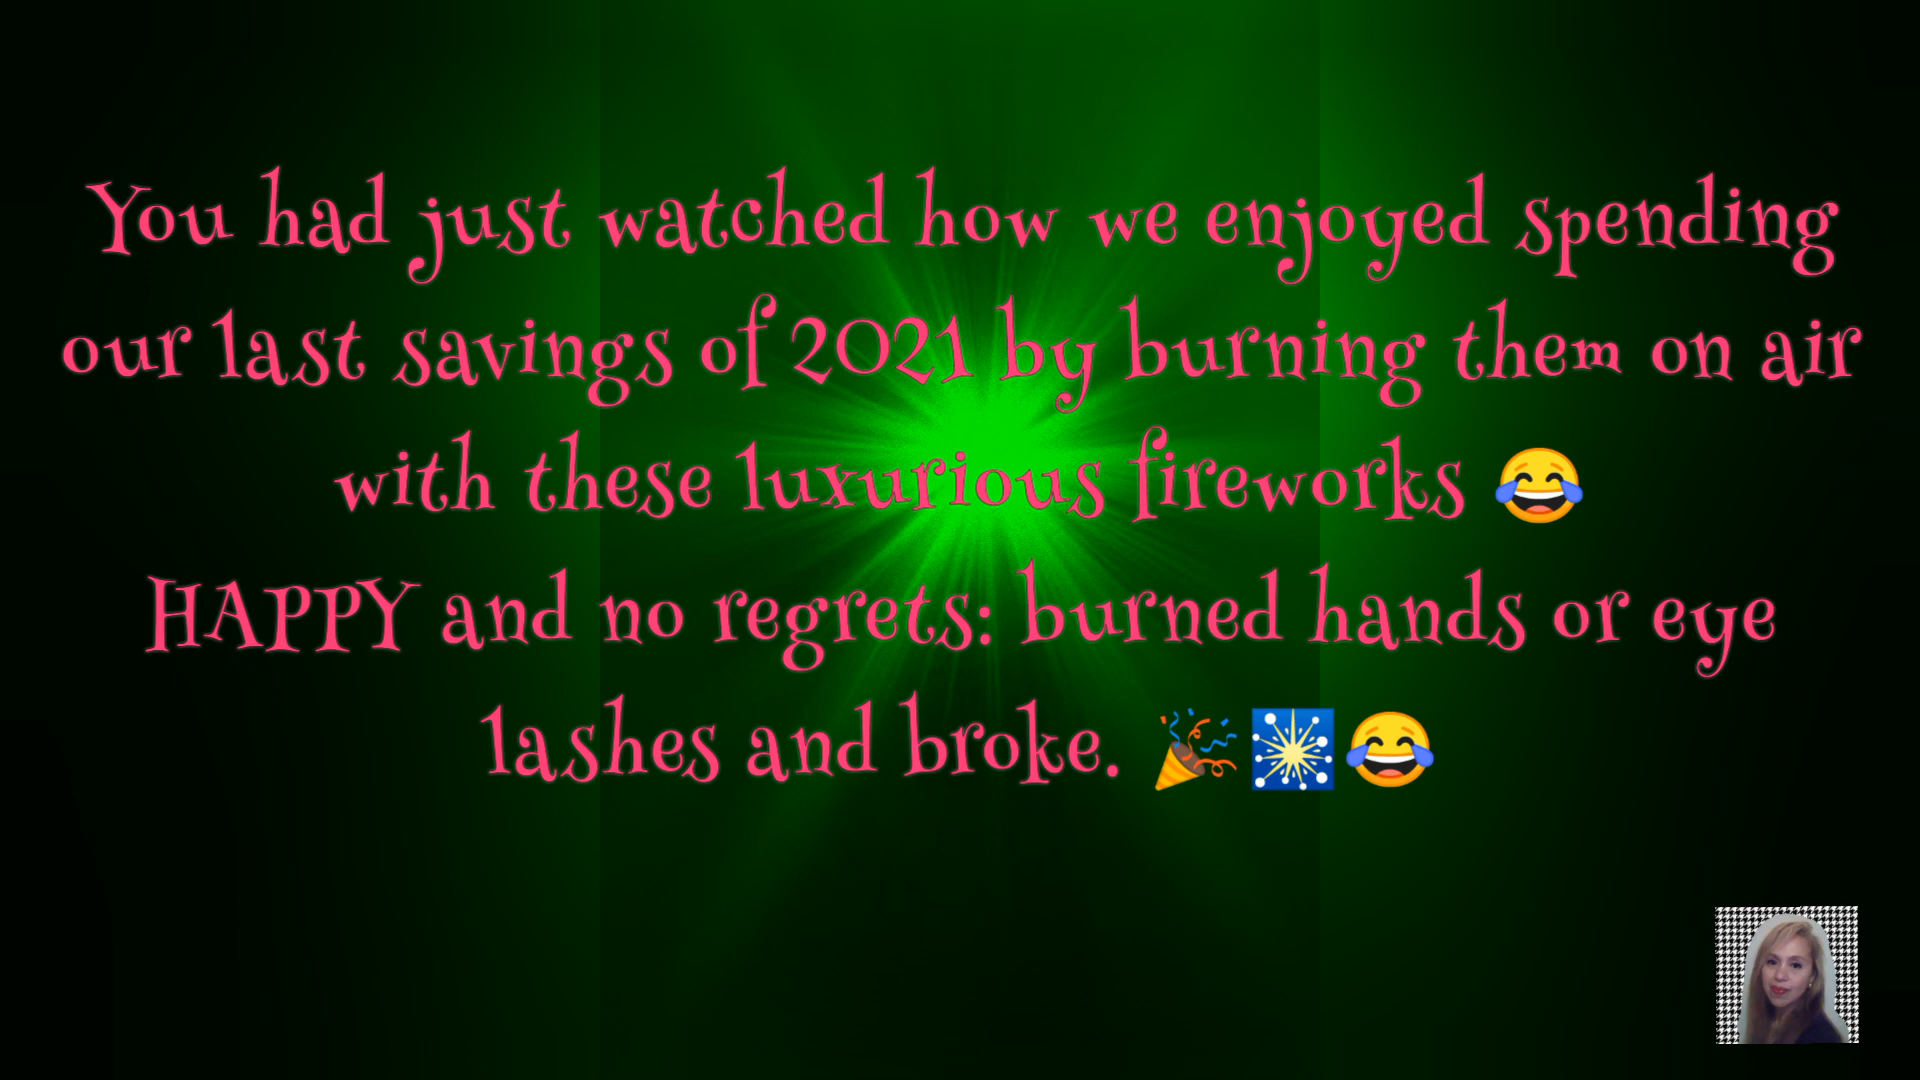 You had just watched how we enjoyed spending
our last savings of 2021 by burning them on air
with these luxurious fireworks 😂
HAPPY and no regrets: burned hands or eye
lashes and broke. 🎉🎇😂